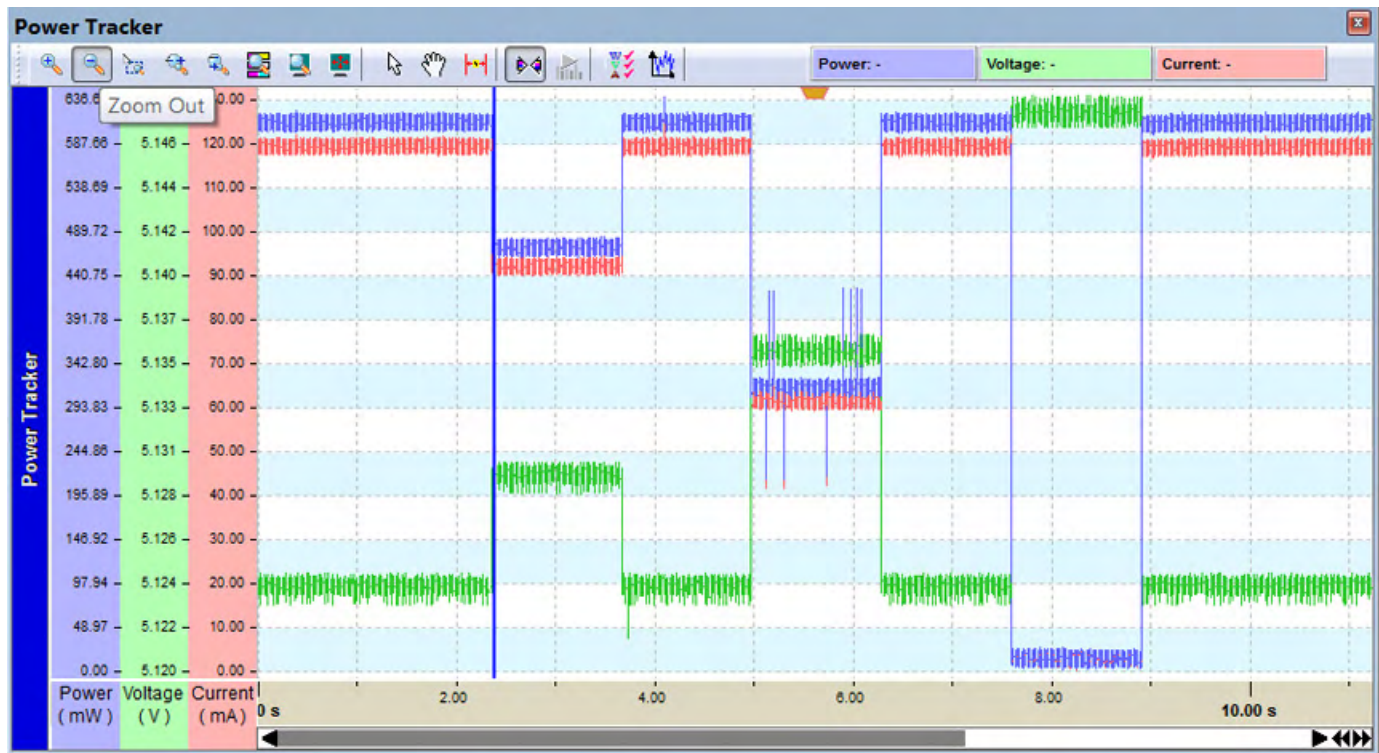 Power Tracker
Power: - Voltage: - Current: -
Zoom Out
587.66 5.146 120.00
538.69 5.144 110.00
489.72 5.142 100.00
440.75 5.140 90.00
391.78 5.137 80.00
342.80 5.135 70.00
293.83 5.133 60.00
244.86 5.131 50.00
195.89 5.128 40.00
146.92 5.126 30.00
97.94 5.124 20.00
48.97 5.122 10.00
0.00 5.120 0.00
Power Voltage Current
(mW) (V) (mA)
0 s 2.00 4.00 6.00 8.00 10.00 s
Power Tracker